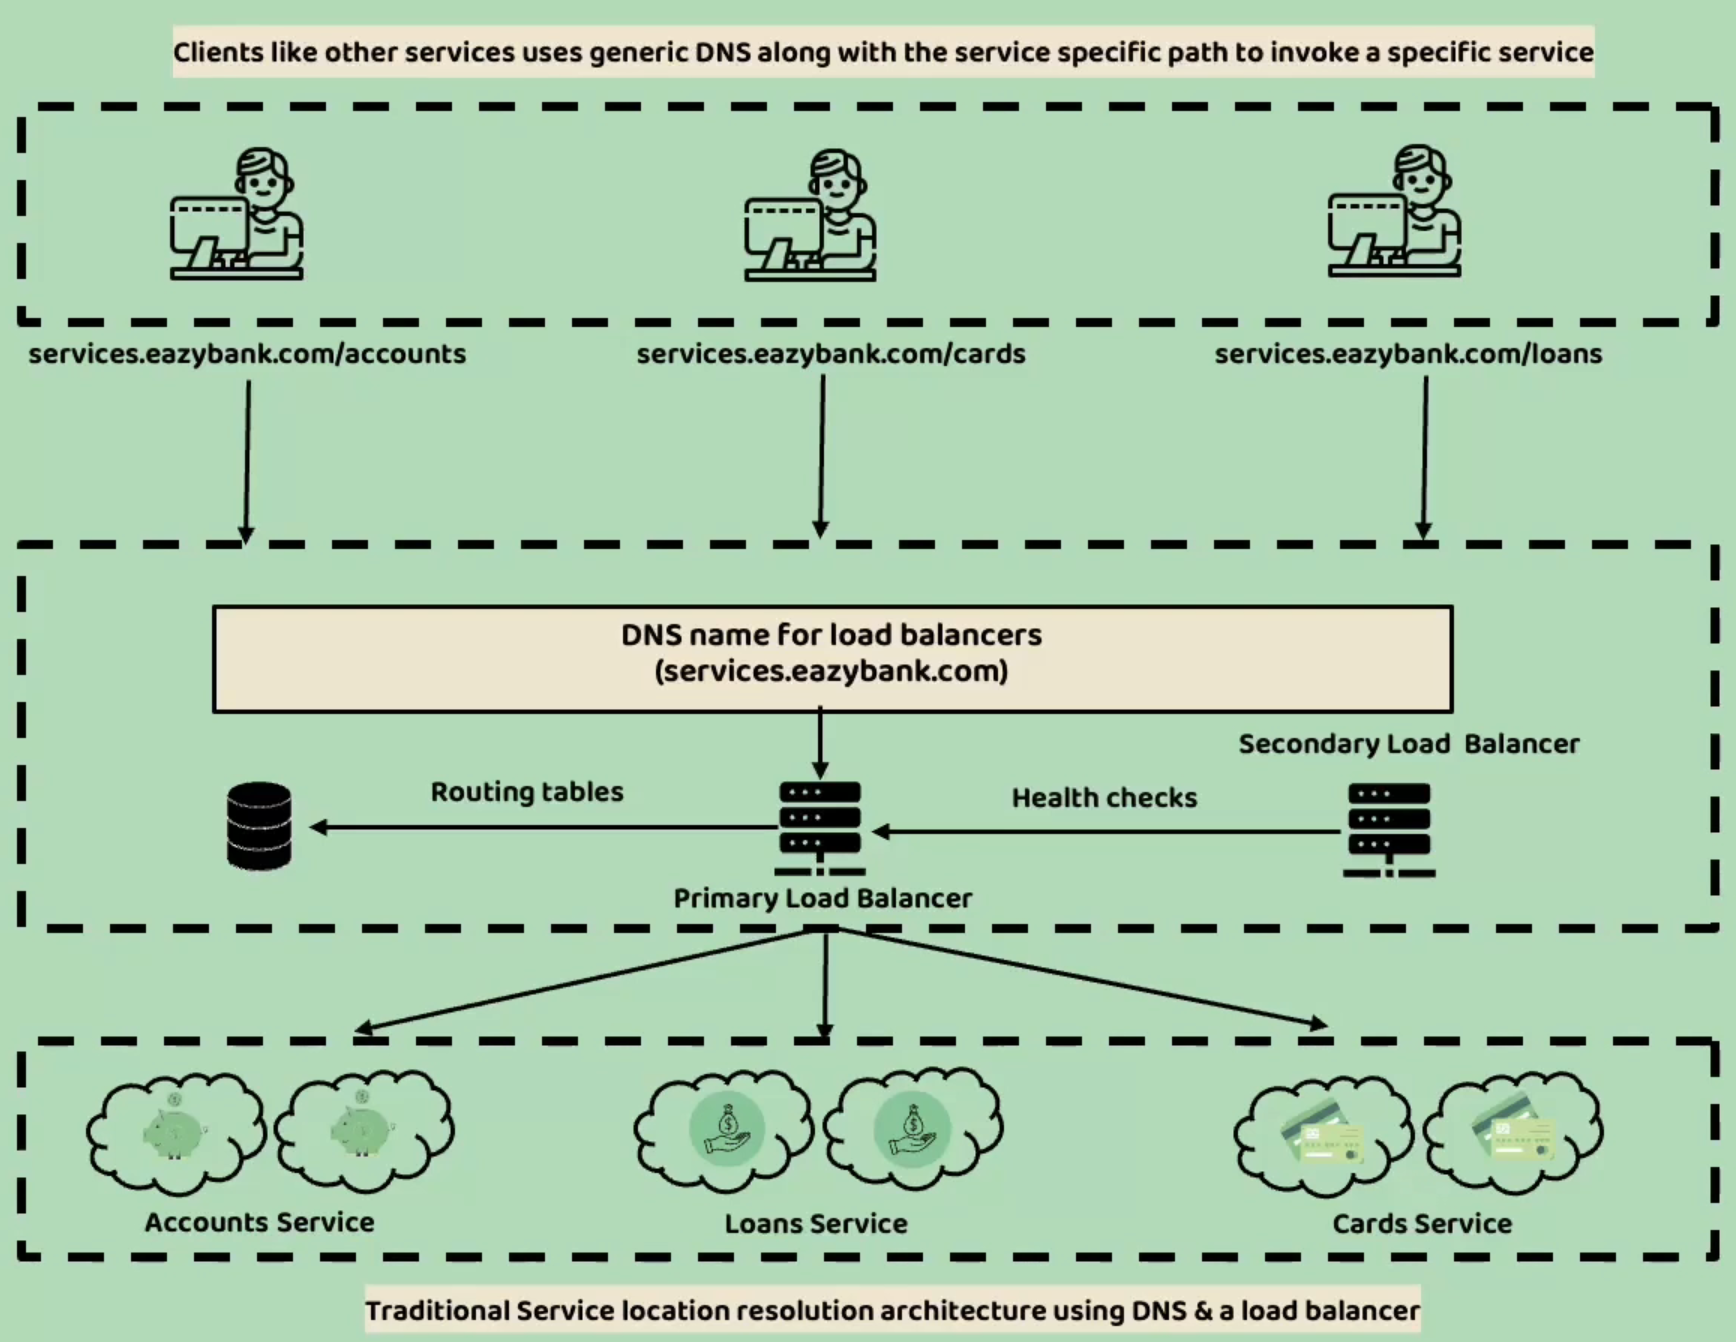 Clients like other services uses generic DNS along with the service specific path to invoke a specific service
services.eazybank.com/accounts
services.eazybank.com/cards
services.eazybank.com/loans
DNS name for load balancers
(services.eazybank.com)
Secondary Load Balancer
Routing tables
Health checks
Primary Load Balancer
Accounts Service
Loans Service
Cards Service
Traditional Service location resolution architecture using DNS & a load balancer